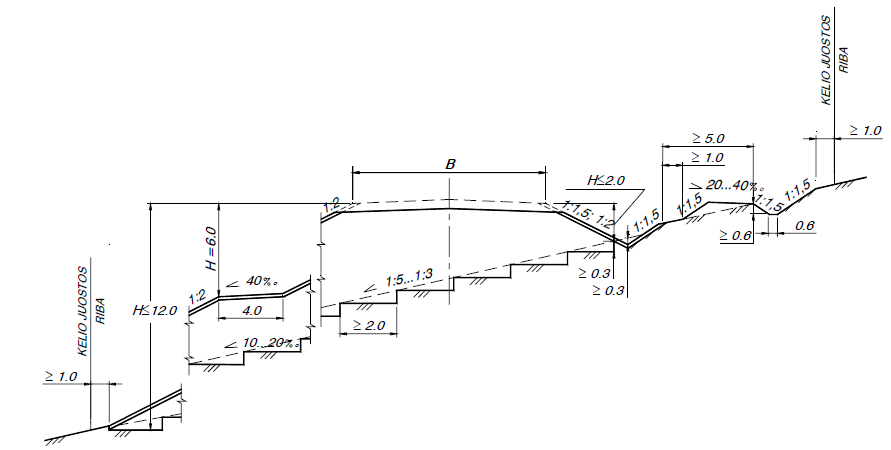 KELIO JUOSTOS
RIBA
≥ 1.0
≥ 5.0
≥ 1.0
B
H≤2.0
≥ 20...40‰
1:2
1:1,5; 1:2
1:1,5
1:1,5
1:1,5
1:1,5
0.6
≥ 0.6
H=6.0
≤ 40‰
1:5...1:3
≥ 0.3
≥ 0.3
KELIO JUOSTOS
RIBA
H≤12.0
1:2
4.0
≥ 2.0
≤ 10...20‰
≥ 1.0